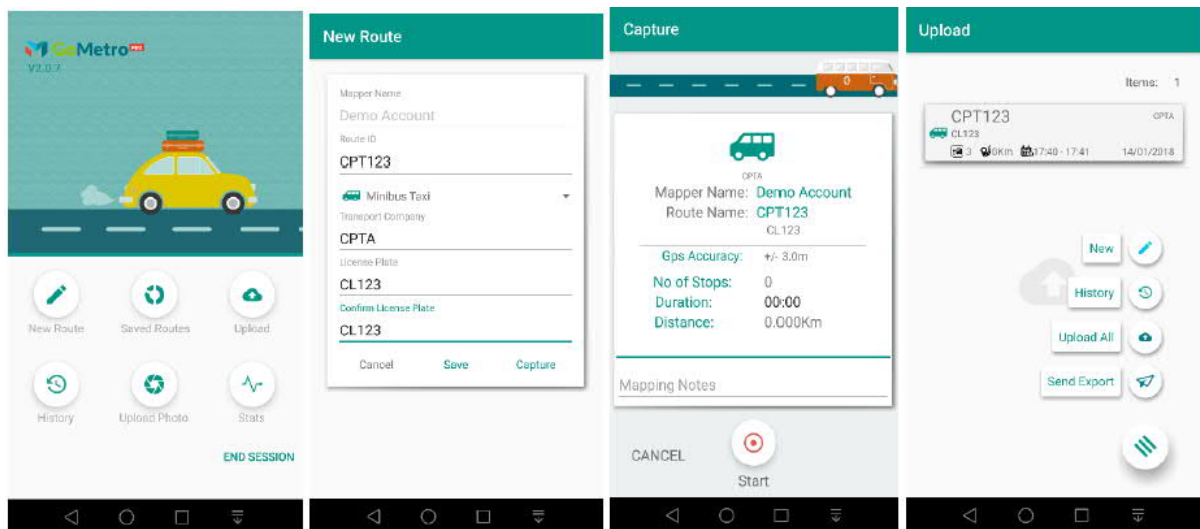 GoMetro PRO
V2.0.7
New Route
Saved Routes
Upload
History
Upload Photo
Stats
END SESSION
New Route
Mapper Name
Demo Account
Route ID
CPT123
Minibus Taxi
Transport Company
CPTA
License Plate
CL123
Confirm License Plate
CL123
Cancel
Save
Capture
Capture
CPTA
Mapper Name: Demo Account
Route Name: CPT123
CL123
Gps Accuracy: +/- 3.0m
No of Stops: 0
Duration: 00:00
Distance: 0.000Km
Mapping Notes
CANCEL
Start
Upload
Items: 1
CPT123 CPTA
CL123
3 0Km 17:40 - 17:41 14/01/2018
New
History
Upload All
Send Export